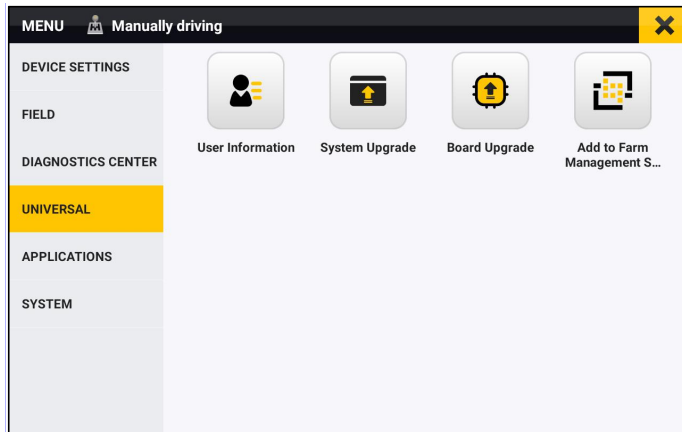 MENU Manually driving
DEVICE SETTINGS
FIELD
DIAGNOSTICS CENTER
UNIVERSAL
APPLICATIONS
SYSTEM
User Information
System Upgrade
Board Upgrade
Add to Farm
Management S...